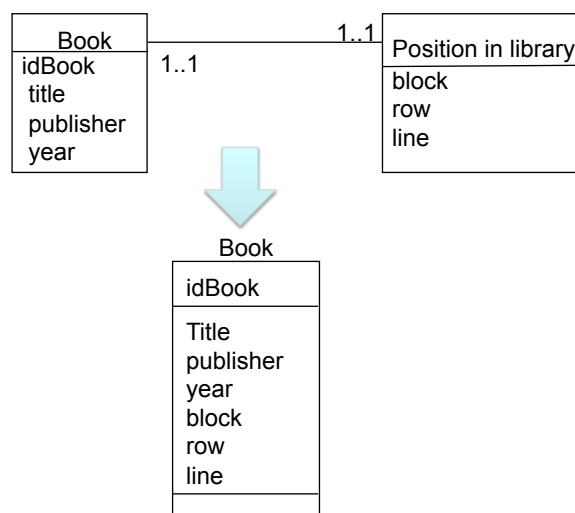 Book
idBook
title
publisher
year
1..1
1..1
Position in library
block
row
line
Book
idBook
Title
publisher
year
block
row
line